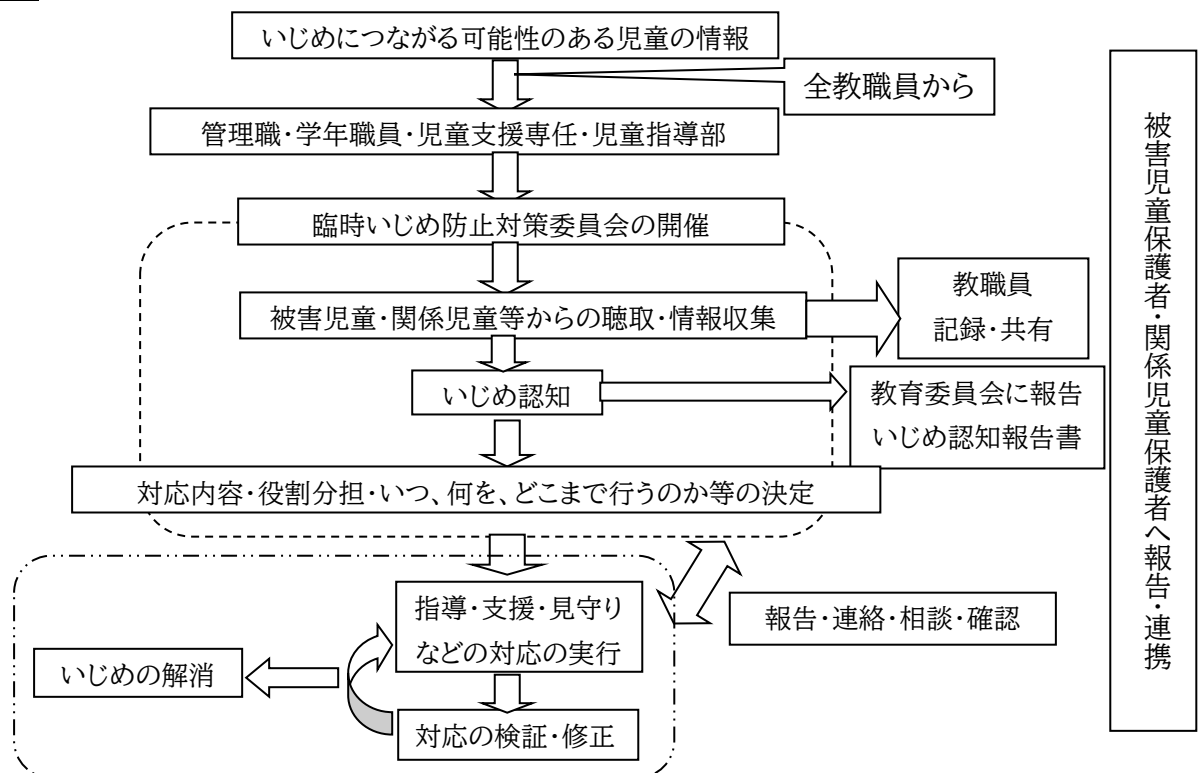 いじめにつながる可能性のある児童の情報
全教職員から
管理職・学年職員・児童支援専任・児童指導部
臨時いじめ防止対策委員会の開催
被害児童・関係児童等からの聴取・情報収集
教職員
記録・共有
いじめ認知
教育委員会に報告
いじめ認知報告書
対応内容・役割分担・いつ、何を、どこまで行うのか等の決定
指導・支援・見守り
などの対応の実行
報告・連絡・相談・確認
いじめの解消
対応の検証・修正
被害児童保護者・関係児童保護者へ報告・連携